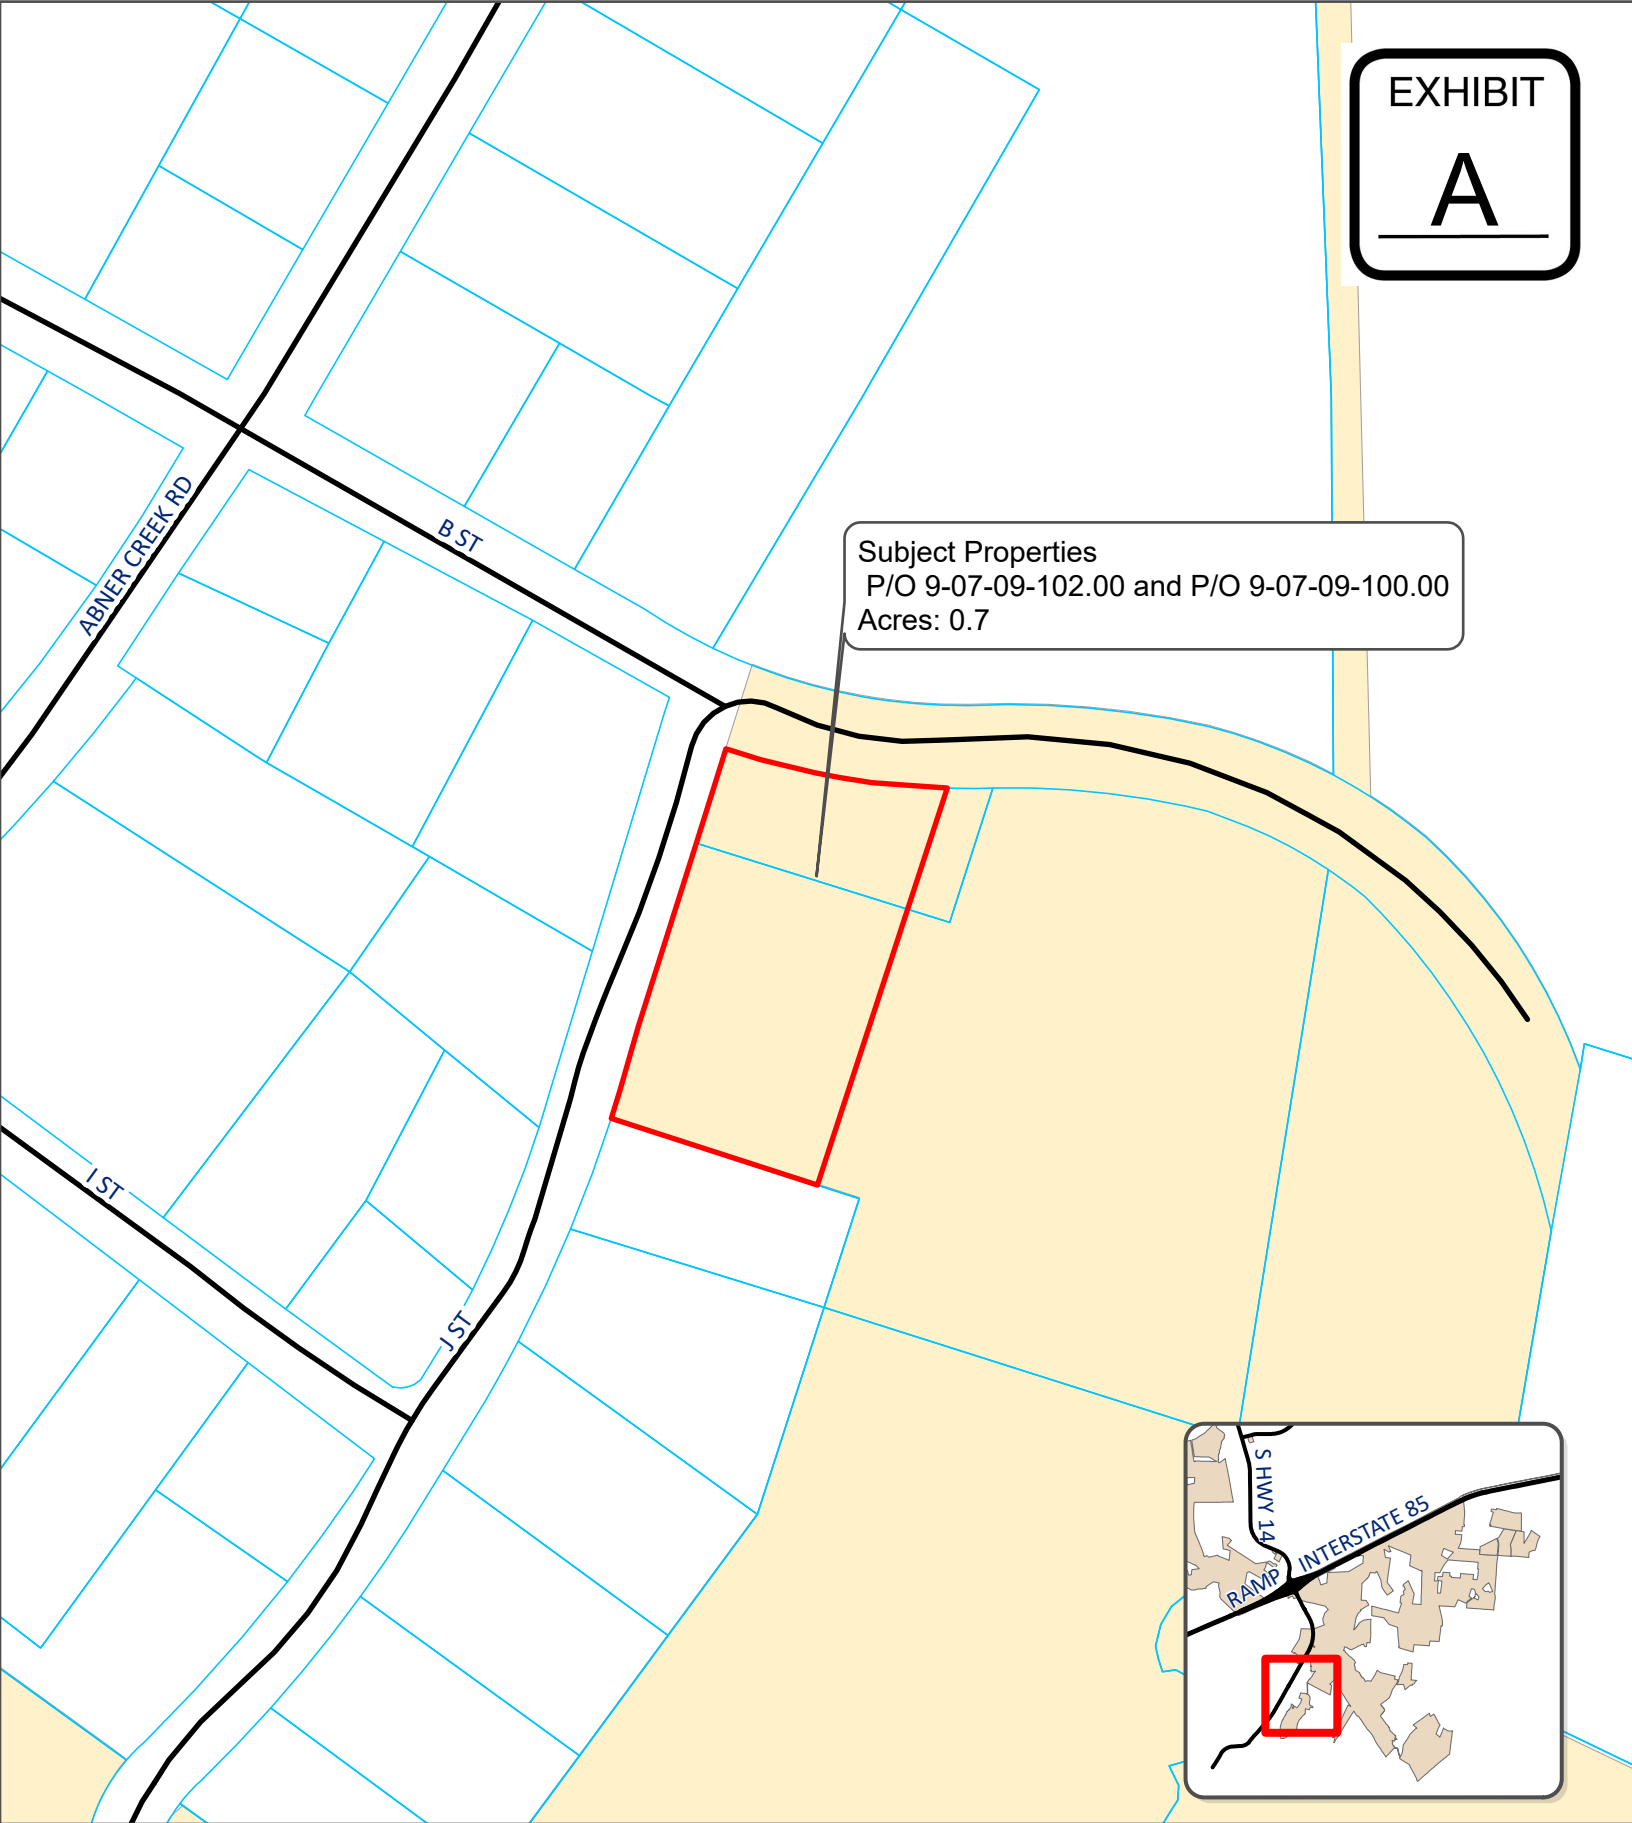 EXHIBIT
A
ABNER CREEK RD
B ST
Subject Properties
P/O 9-07-09-102.00 and P/O 9-07-09-100.00
Acres: 0.7
I ST
J ST
S HWY 14
INTERSTATE 85
RAMP